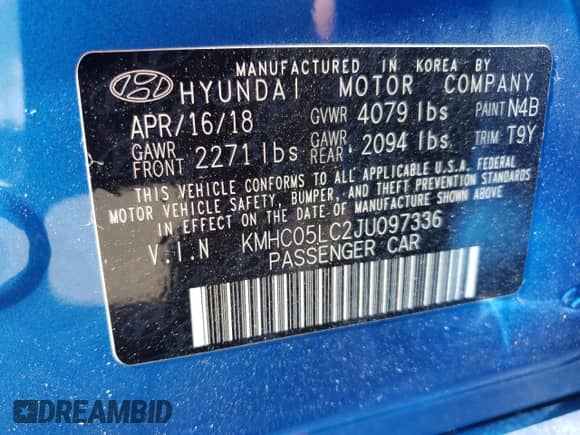 MANUFACTURED IN KOREA BY
HYUNDAI MOTOR COMPANY
APR/16/18 GVWR 4079 lbs PAINT N4B
GAWR FRONT 2271 lbs GAWR REAR 2094 lbs TRIM T9Y
THIS VEHICLE CONFORMS TO ALL APPLICABLE U.S.A. FEDERAL
MOTOR VEHICLE SAFETY, BUMPER, AND THEFT PREVENTION STANDARDS
IN EFFECT ON THE DATE OF MANUFACTURE SHOWN ABOVE
V.I.N KMHC05LC2JU097336
PASSENGER CAR
DREAMBID